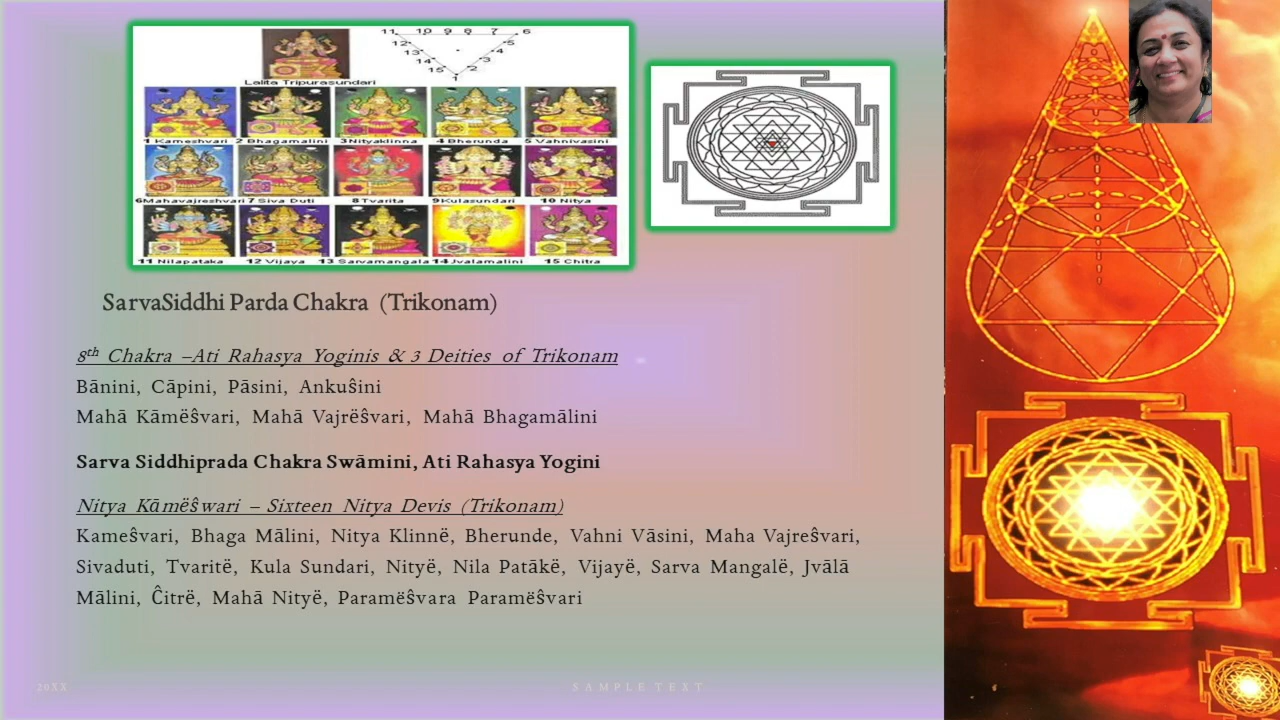 11 10 9 8 7 6
12 5
13 4
14 3
15 2
1
Lalita Tripurasundari
1 Kameshvari 2 Bhagamalini 3 Nityaklinna 4 Bherunda 5 Vahnivasini
6 Mahavajreshvari 7 Siva Duti 8 Tvarita 9 Kulasundari 10 Nitya
11 Nilapataka 12 Vijaya 13 Sarvamangala 14 Jvalamalini 15 Chitra
SarvaSiddhi Parda Chakra (Trikonam)
8th Chakra –Ati Rahasya Yoginis & 3 Deities of Trikonam
Bānini, Cāpini, Pāsini, Ankuŝini
Mahā Kāmëŝvari, Mahā Vajrëŝvari, Mahā Bhagamālini
Sarva Siddhiprada Chakra Swāmini, Ati Rahasya Yogini
Nitya Kāmëŝwari – Sixteen Nitya Devis (Trikonam)
Kameŝvari, Bhaga Mālini, Nitya Klinnë, Bherunde, Vahni Vāsini, Maha Vajreŝvari,
Sivaduti, Tvaritë, Kula Sundari, Nityë, Nila Patākë, Vijayë, Sarva Mangalë, Jvālā
Mālini, Ĉitrë, Mahā Nityë, Paramëŝvara Paramëŝvari
20XX SAMPLE TEXT